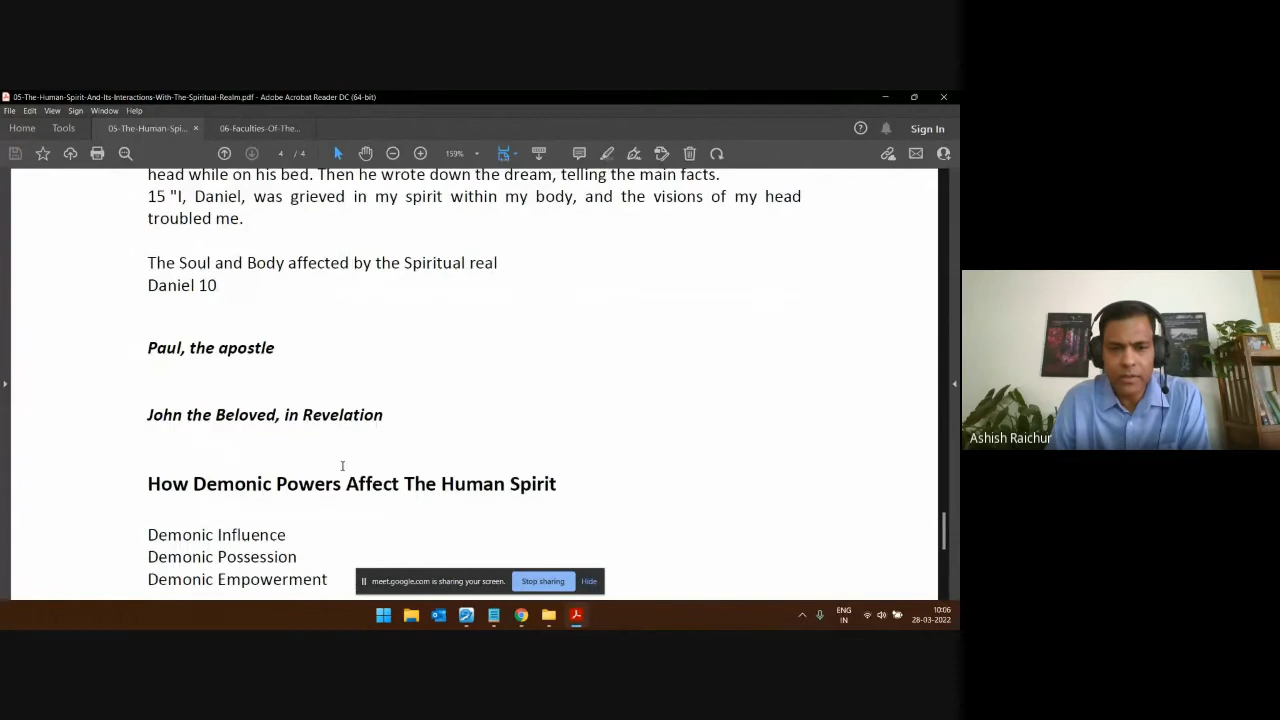 05-The-Human-Spirit-And-Its-Interactions-With-The-Spiritual-Realm.pdf - Adobe Acrobat Reader DC (64-bit)
File Edit View Sign Window Help
Home Tools 05-The-Human-Spi... × 06-Faculties-Of-The... Sign In
4 / 4 159%
head while on his bed. Then he wrote down the dream, telling the main facts.
15 "I, Daniel, was grieved in my spirit within my body, and the visions of my head
troubled me.
The Soul and Body affected by the Spiritual real
Daniel 10
Paul, the apostle
John the Beloved, in Revelation
How Demonic Powers Affect The Human Spirit
Demonic Influence
Demonic Possession
Demonic Empowerment
meet.google.com is sharing your screen. Stop sharing Hide
ENG
IN
10:06
28-03-2022
Ashish Raichur